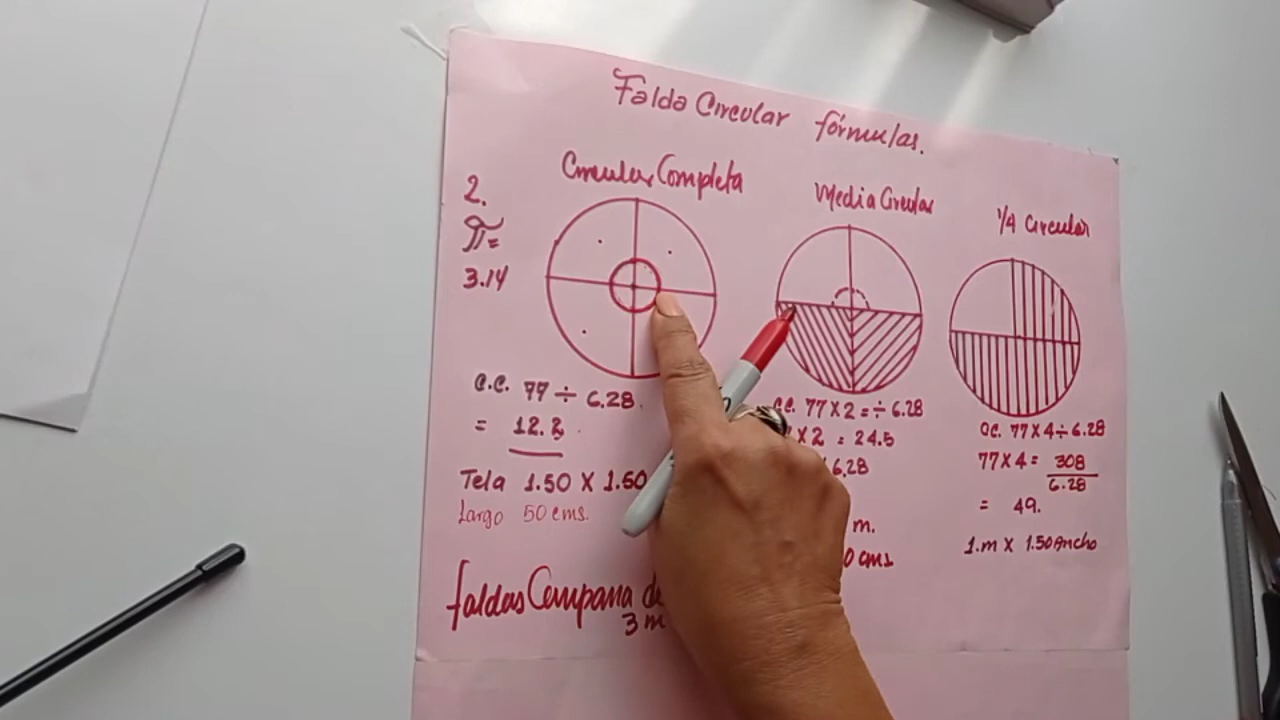 Falda Circular fórmulas.
Circular Completa
2.
π=
3.14
C.C. 77 ÷ 6.28.
= 12.2
Tela 1.50 X 1.50
Largo 50 cms.
Media Circular
CC. 77 X 2 = ÷ 6.28
X 2 = 24.5
6.28
m.
0 cms
1/4 Circular
CC. 77 X 4 ÷ 6.28
77 X 4 = 308
6.28
= 49.
1.m X 1.50 Ancho
faldas Campana de
3 m